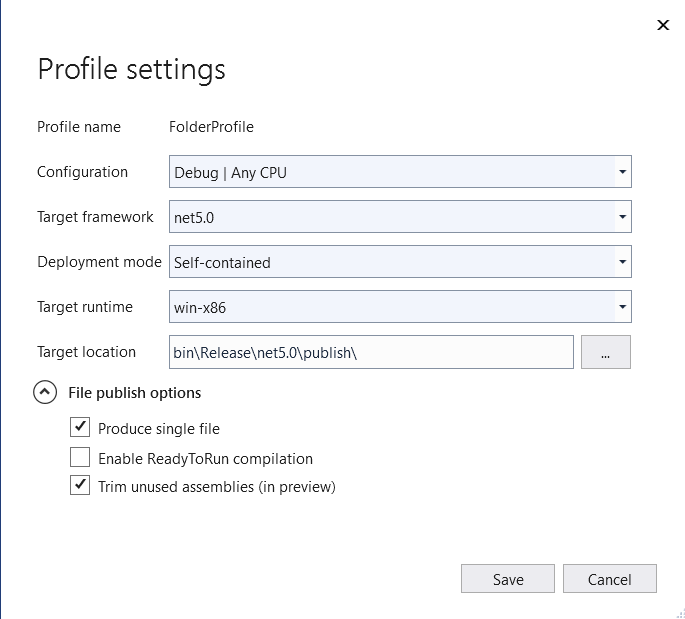 Profile settings
Profile name FolderProfile
Configuration Debug | Any CPU
Target framework net5.0
Deployment mode Self-contained
Target runtime win-x86
Target location bin\Release\net5.0\publish\ ...
File publish options
Produce single file
Enable ReadyToRun compilation
Trim unused assemblies (in preview)
Save Cancel